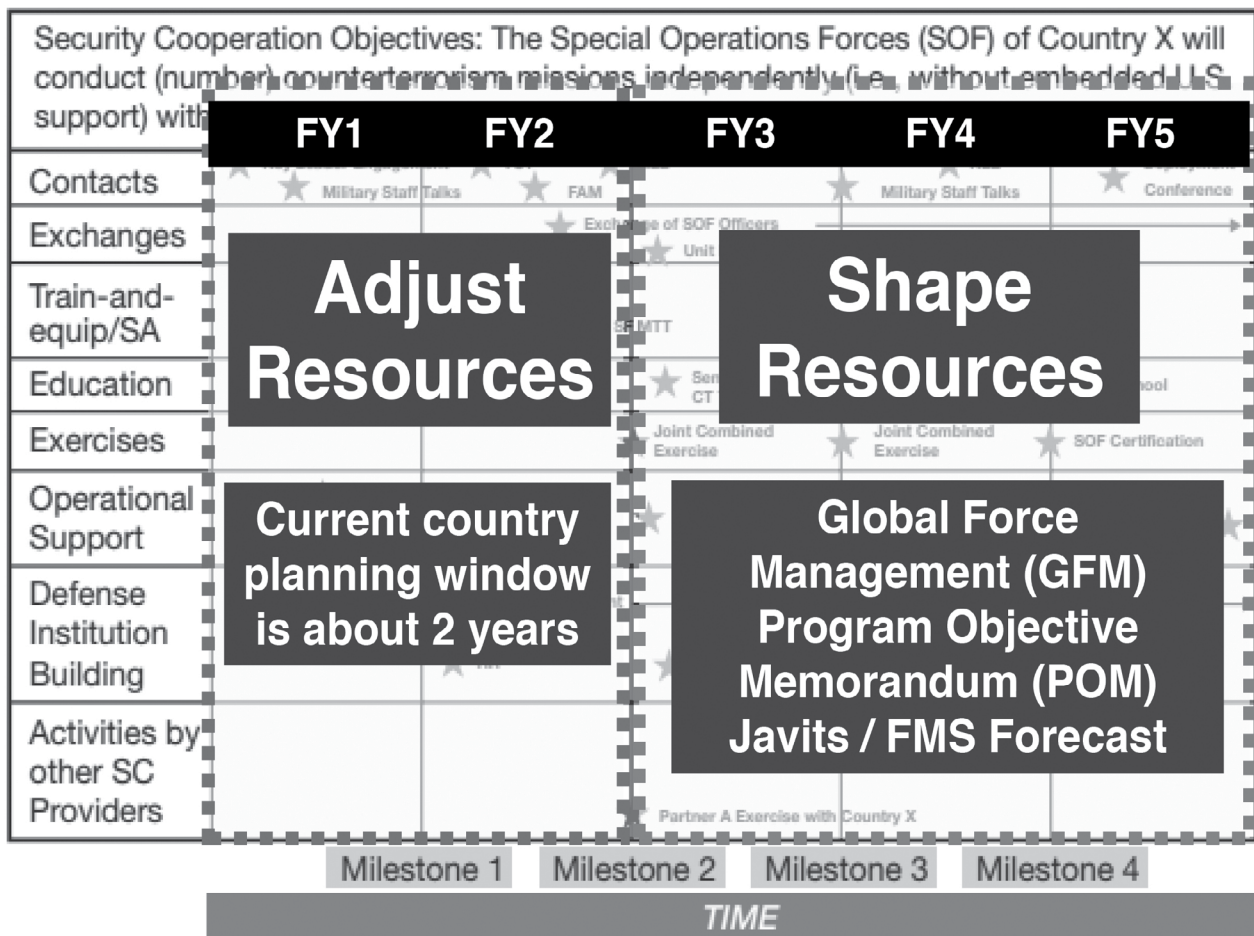 Security Cooperation Objectives: The Special Operations Forces (SOF) of Country X will
conduct (number) counterterrorism missions independently (i.e., without embedded U.S.
support) with
FY1 FY2 FY3 FY4 FY5
Contacts
Military Staff Talks FAM Military Staff Talks Conference
Exchanges
Exchange of SOF Officers
Unit
Adjust
Resources
Shape
Resources
Train-and-
equip/SA
MTT
Education
Sen
CT
Exercises
Joint Combined
Exercise
Joint Combined
Exercise
SOF Certification
Operational
Support
Current country
planning window
is about 2 years
Global Force
Management (GFM)
Program Objective
Memorandum (POM)
Javits / FMS Forecast
Defense
Institution
Building
Activities by
other SC
Providers
Partner A Exercise with Country X
Milestone 1 Milestone 2 Milestone 3 Milestone 4
TIME